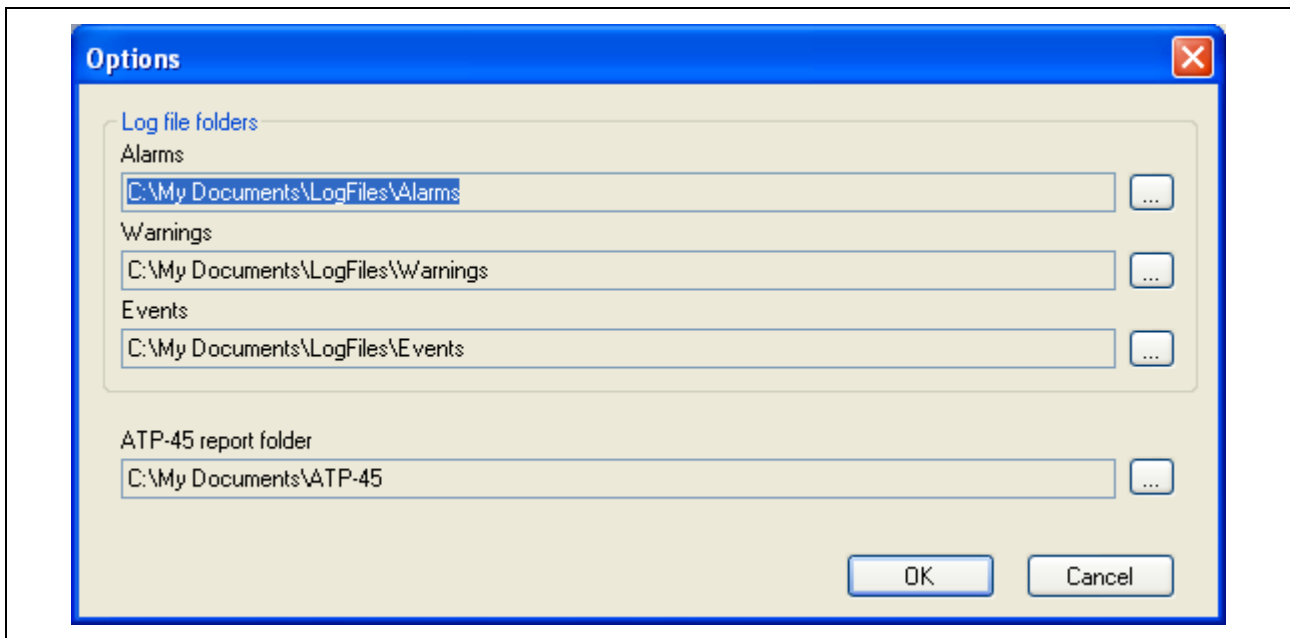 Options
Log file folders
Alarms
C:\My Documents\LogFiles\Alarms
...
Warnings
C:\My Documents\LogFiles\Warnings
...
Events
C:\My Documents\LogFiles\Events
...
ATP-45 report folder
C:\My Documents\ATP-45
...
OK Cancel